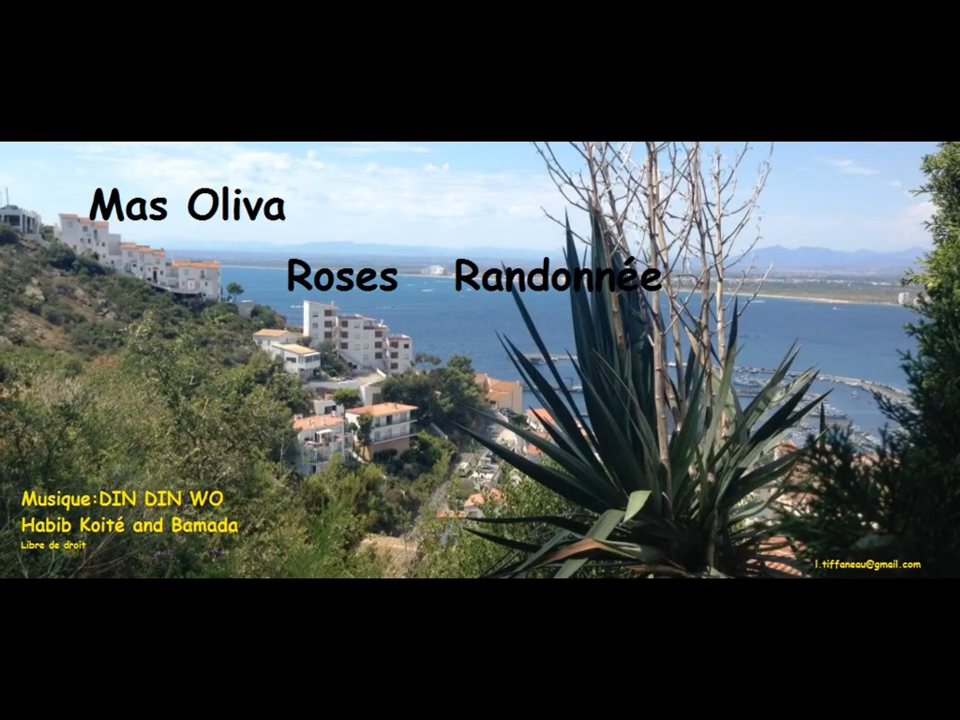 Mas Oliva
Roses Randonnée
Musique:DIN DIN WO
Habib Koité and Bamada
Libre de droit
l.tiffaneau@gmail.com